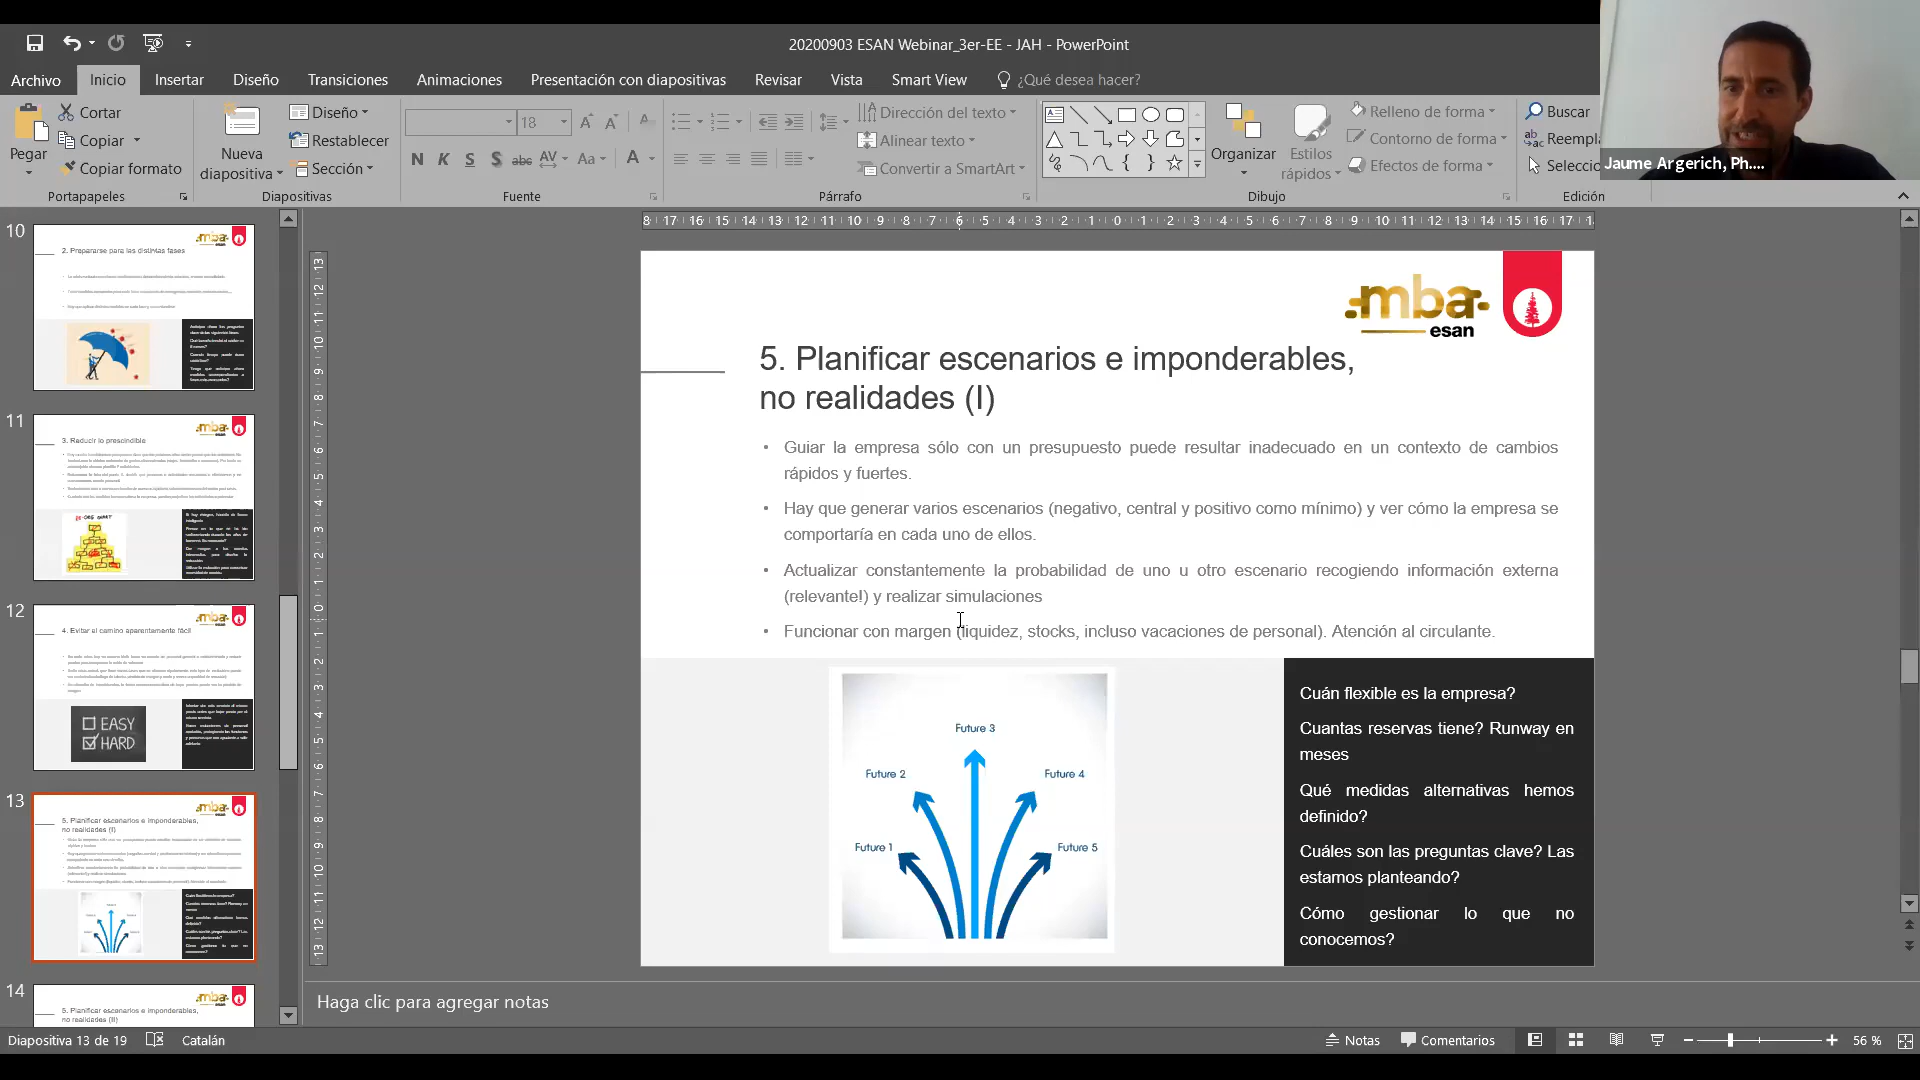 20200903 ESAN Webinar_3er-EE - JAH - PowerPoint
Archivo Inicio Insertar Diseño Transiciones Animaciones Presentación con diapositivas Revisar Vista Smart View ¿Qué desea hacer?
Jaume Argerich, Ph....
Pegar
Cortar
Copiar
Copiar formato
Portapapeles
Nueva
diapositiva
Diseño
Restablecer
Sección
Diapositivas
18
N K S S abc AV Aa A
Fuente
Dirección del texto
Alinear texto
Convertir a SmartArt
Párrafo
Organizar
Estilos
rápidos
Relleno de forma
Contorno de forma
Efectos de forma
Dibujo
Buscar
Reempl
Selecci
Edición
10
2. Prepararse para las distintas fases
11
3. Reducir lo prescindible
12
4. Evitar el camino aparentemente fácil
EASY
HARD
13
5. Planificar escenarios e imponderables,
no realidades (I)
14
5. Planificar escenarios e imponderables,
no realidades (II)
mba
esan
5. Planificar escenarios e imponderables,
no realidades (I)
• Guiar la empresa sólo con un presupuesto puede resultar inadecuado en un contexto de cambios
rápidos y fuertes.
• Hay que generar varios escenarios (negativo, central y positivo como mínimo) y ver cómo la empresa se
comportaría en cada uno de ellos.
• Actualizar constantemente la probabilidad de uno u otro escenario recogiendo información externa
(relevante!) y realizar simulaciones
• Funcionar con margen (liquidez, stocks, incluso vacaciones de personal). Atención al circulante.
Future 3
Future 2
Future 4
Future 1
Future 5
Cuán flexible es la empresa?
Cuantas reservas tiene? Runway en
meses
Qué medidas alternativas hemos
definido?
Cuáles son las preguntas clave? Las
estamos planteando?
Cómo gestionar lo que no
conocemos?
Haga clic para agregar notas
Diapositiva 13 de 19 Catalán Notas Comentarios 56 %